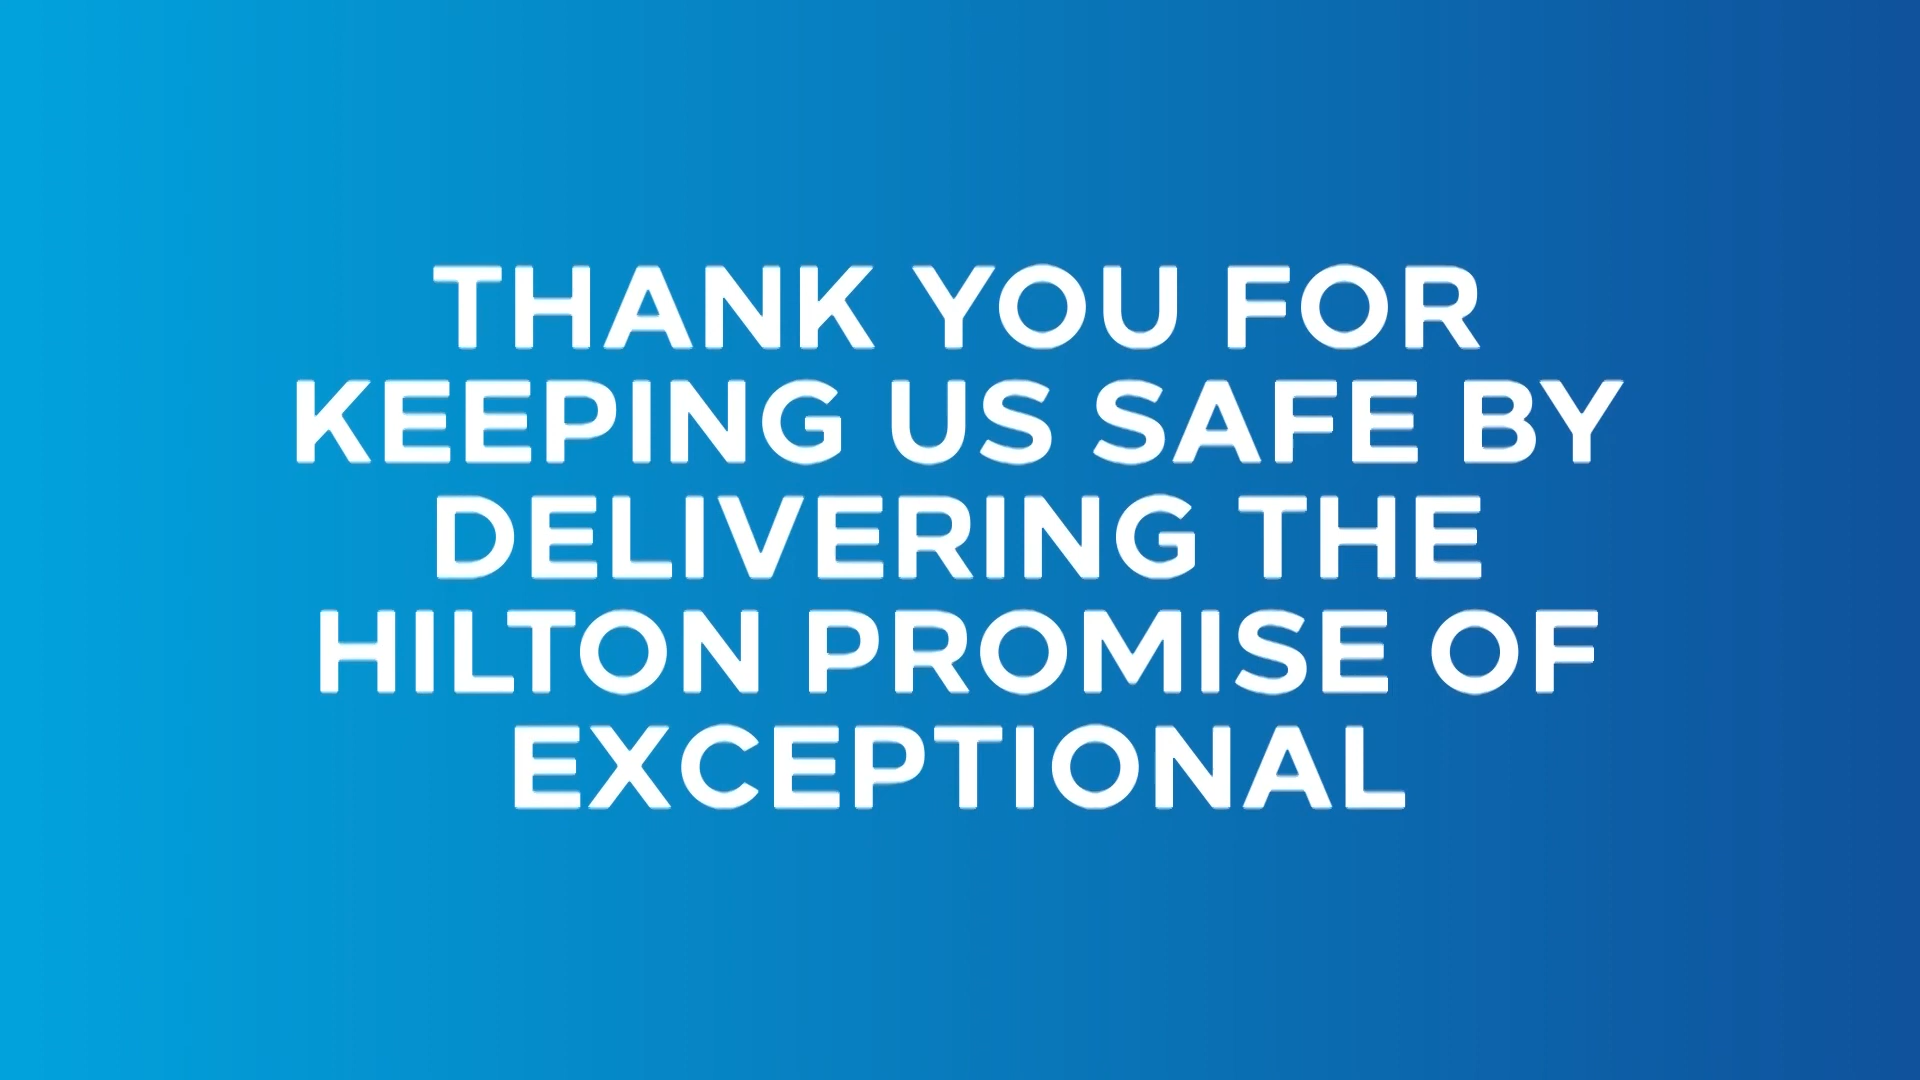 THANK YOU FOR
KEEPING US SAFE BY
DELIVERING THE
HILTON PROMISE OF
EXCEPTIONAL